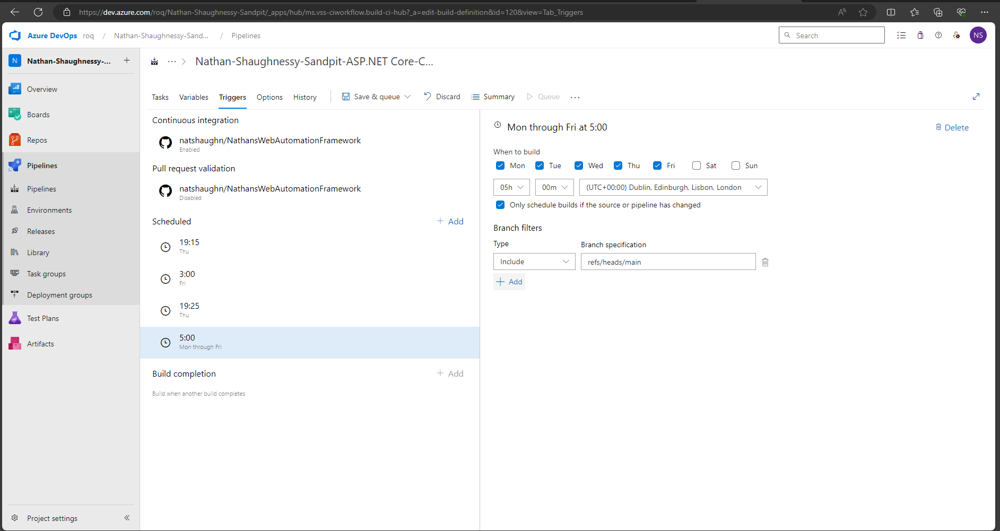 https://dev.azure.com/roq/Nathan-Shaughnessy-Sandpit/_apps/hub/ms.vss-ciworkflow.build-ci-hub?_a=edit-build-definition&id=120&view=Tab_Triggers
Azure DevOps roq / Nathan-Shaughnessy-Sand... / Pipelines
Search
NS
N Nathan-Shaughnessy-... +
Overview
Boards
Repos
Pipelines
Pipelines
Environments
Releases
Library
Task groups
Deployment groups
Test Plans
Artifacts
Project settings
... > Nathan-Shaughnessy-Sandpit-ASP.NET Core-C...
Tasks Variables Triggers Options History Save & queue Discard Summary Queue ...
Continuous integration
natshaughn/NathansWebAutomationFramework
Enabled
Pull request validation
natshaughn/NathansWebAutomationFramework
Disabled
Scheduled + Add
19:15
Thu
3:00
Fri
19:25
Thu
5:00
Mon through Fri
Build completion + Add
Build when another build completes
Mon through Fri at 5:00 Delete
When to build
Mon Tue Wed Thu Fri Sat Sun
05h 00m (UTC+00:00) Dublin, Edinburgh, Lisbon, London
Only schedule builds if the source or pipeline has changed
Branch filters
Type Branch specification
Include refs/heads/main
+ Add